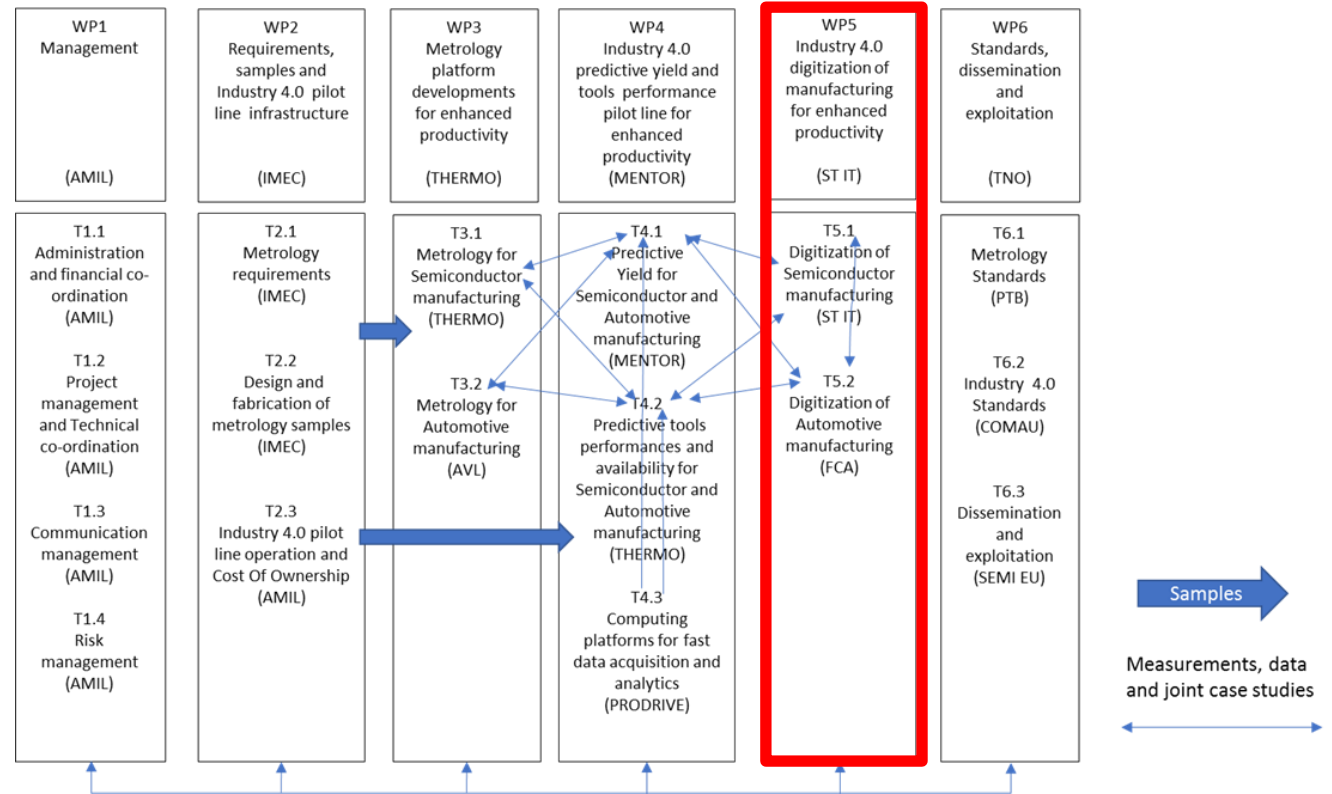 WP1
Management
(AMIL)
WP2
Requirements,
samples and
Industry 4.0 pilot
line infrastructure
(IMEC)
WP3
Metrology
platform
developments
for enhanced
productivity
(THERMO)
WP4
Industry 4.0
predictive yield and
tools performance
pilot line for
enhanced
productivity
(MENTOR)
WP5
Industry 4.0
digitization of
manufacturing
for enhanced
productivity
(ST IT)
WP6
Standards,
dissemination
and
exploitation
(TNO)
T1.1
Administration
and financial co-
ordination
(AMIL)
T1.2
Project
management
and Technical
co-ordination
(AMIL)
T1.3
Communication
management
(AMIL)
T1.4
Risk
management
(AMIL)
T2.1
Metrology
requirements
(IMEC)
T2.2
Design and
fabrication of
metrology samples
(IMEC)
T2.3
Industry 4.0 pilot
line operation and
Cost Of Ownership
(AMIL)
T3.1
Metrology for
Semiconductor
manufacturing
(THERMO)
T3.2
Metrology for
Automotive
manufacturing
(AVL)
T4.1
Predictive
Yield for
Semiconductor and
Automotive
manufacturing
(MENTOR)
T4.2
Predictive tools
performances and
availability for
Semiconductor and
Automotive
manufacturing
(THERMO)
T4.3
Computing
platforms for fast
data acquisition and
analytics
(PRODRIVE)
T5.1
Digitization of
Semiconductor
manufacturing
(ST IT)
T5.2
Digitization of
Automotive
manufacturing
(FCA)
T6.1
Metrology
Standards
(PTB)
T6.2
Industry 4.0
Standards
(COMAU)
T6.3
Dissemination
and
exploitation
(SEMI EU)
Samples
Measurements, data
and joint case studies